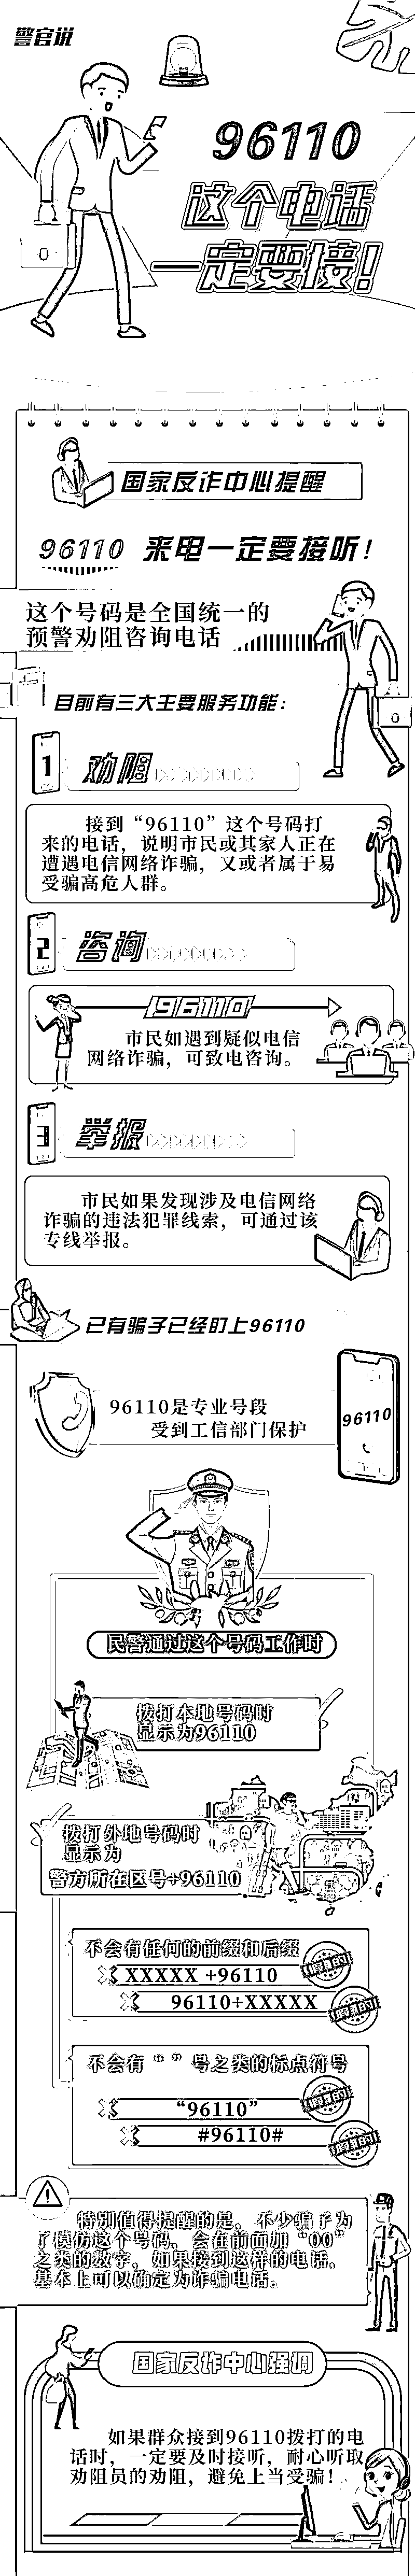 警官说
96110
这个电话
一定要接!
国家反诈中心提醒
96110 来电一定要接听!
这个号码是全国统一的
预警劝阻咨询电话
目前有三大主要服务功能:
1 劝阻
接到“96110”这个号码打
来的电话，说明市民或其家人正在
遭遇电信网络诈骗，又或者属于易
受骗高危人群。
2 咨询
96110
市民如遇到疑似电信
网络诈骗，可致电咨询。
3 举报
市民如果发现涉及电信网络
诈骗的违法犯罪线索，可通过该
专线举报。
已有骗子已经盯上96110
96110是专业号段
受到工信部门保护
96110
民警通过这个号码工作时
拨打本地号码时
显示为96110
拨打外地号码时
显示为
警方所在区号+96110
不会有任何的前缀和后缀
XXXXX +96110
96110+XXXXX
不会有“ ”号之类的标点符号
“96110”
#96110#
特别值得提醒的是，不少骗子为
了模仿这个号码，会在前面加“00”
之类的数字，如果接到这样的电话，
基本上可以确定为诈骗电话。
国家反诈中心强调
如果群众接到96110拨打的电
话时，一定要及时接听，耐心听取
劝阻员的劝阻，避免上当受骗!